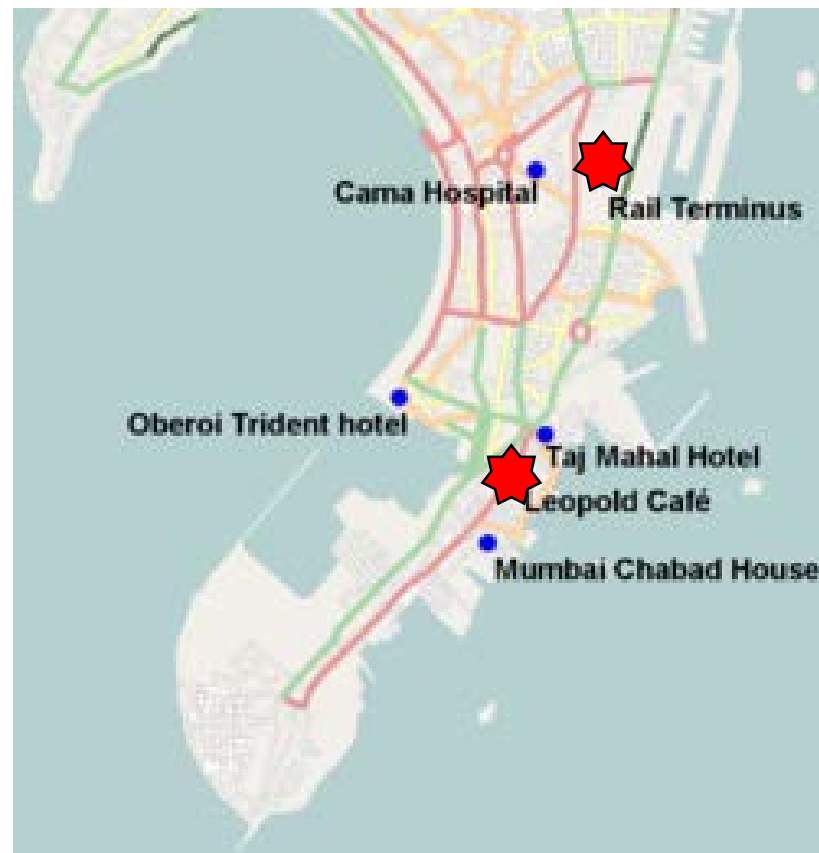 Cama Hospital
Rail Terminus
Oberoi Trident hotel
Taj Mahal Hotel
Leopold Café
Mumbai Chabad House